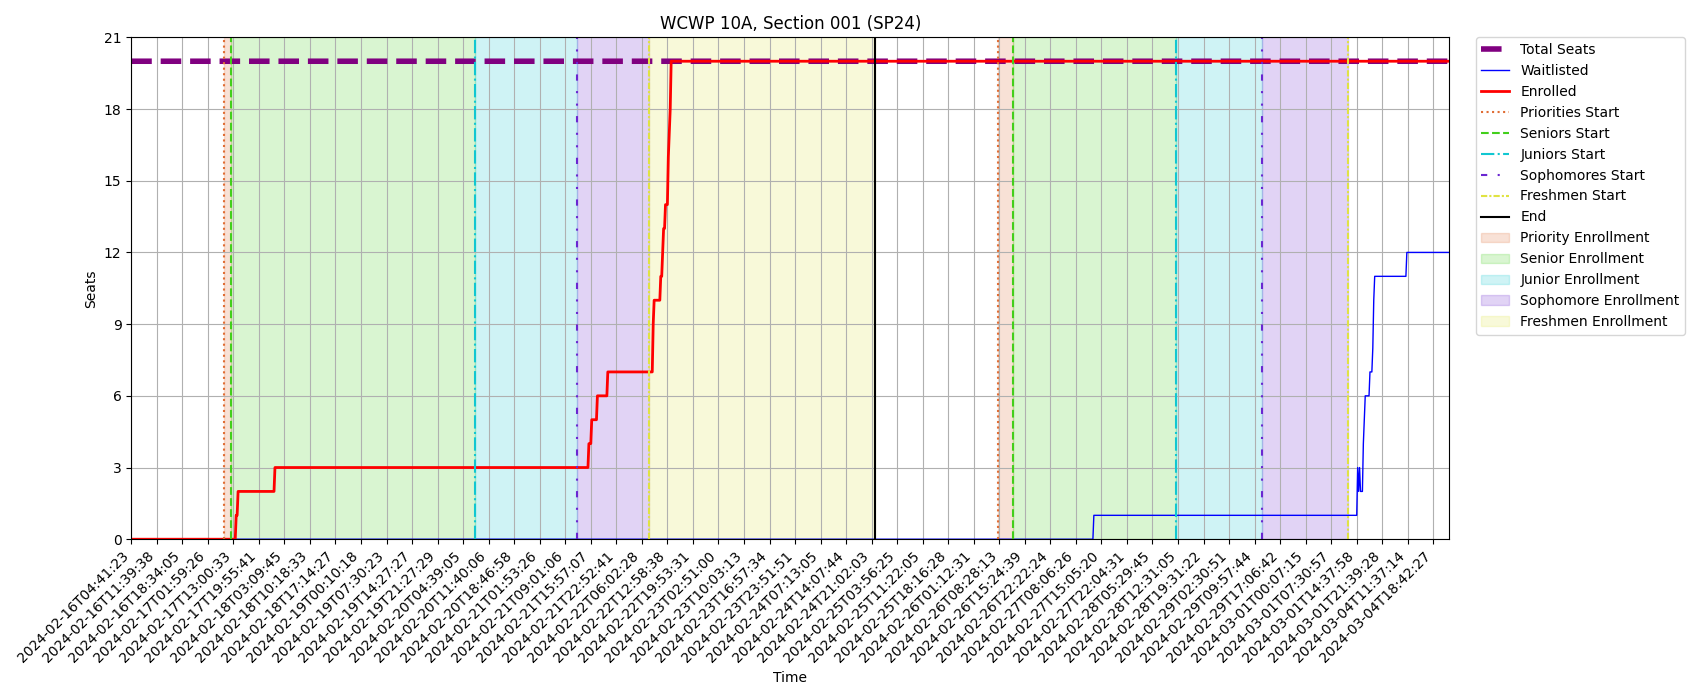 WCWP 10A, Section 001 (SP24)
21
18
15
12
9
6
3
0
Seats
2024-02-16T04:41:23
2024-02-16T11:39:38
2024-02-16T18:34:05
2024-02-17T01:59:26
2024-02-17T13:00:33
2024-02-17T19:55:41
2024-02-18T03:09:45
2024-02-18T10:18:33
2024-02-18T17:14:27
2024-02-19T00:10:18
2024-02-19T07:30:23
2024-02-19T14:27:27
2024-02-19T21:27:29
2024-02-20T04:39:05
2024-02-20T11:40:06
2024-02-20T18:46:58
2024-02-21T01:53:26
2024-02-21T09:01:06
2024-02-21T15:57:07
2024-02-21T22:52:41
2024-02-22T06:02:28
2024-02-22T12:58:38
2024-02-22T19:53:31
2024-02-23T02:51:00
2024-02-23T10:03:13
2024-02-23T16:57:34
2024-02-23T23:51:51
2024-02-24T07:13:05
2024-02-24T14:07:44
2024-02-24T21:02:03
2024-02-25T03:56:25
2024-02-25T11:22:05
2024-02-25T18:16:28
2024-02-26T01:12:31
2024-02-26T08:28:13
2024-02-26T15:24:39
2024-02-26T22:22:24
2024-02-27T08:06:26
2024-02-27T15:05:20
2024-02-27T22:04:31
2024-02-28T05:29:45
2024-02-28T12:31:05
2024-02-28T19:31:22
2024-02-29T02:30:51
2024-02-29T09:57:44
2024-02-29T17:06:42
2024-03-01T00:07:15
2024-03-01T07:30:57
2024-03-01T14:37:58
2024-03-01T21:39:28
2024-03-04T11:37:14
2024-03-04T18:42:27
Time
Total Seats
Waitlisted
Enrolled
Priorities Start
Seniors Start
Juniors Start
Sophomores Start
Freshmen Start
End
Priority Enrollment
Senior Enrollment
Junior Enrollment
Sophomore Enrollment
Freshmen Enrollment